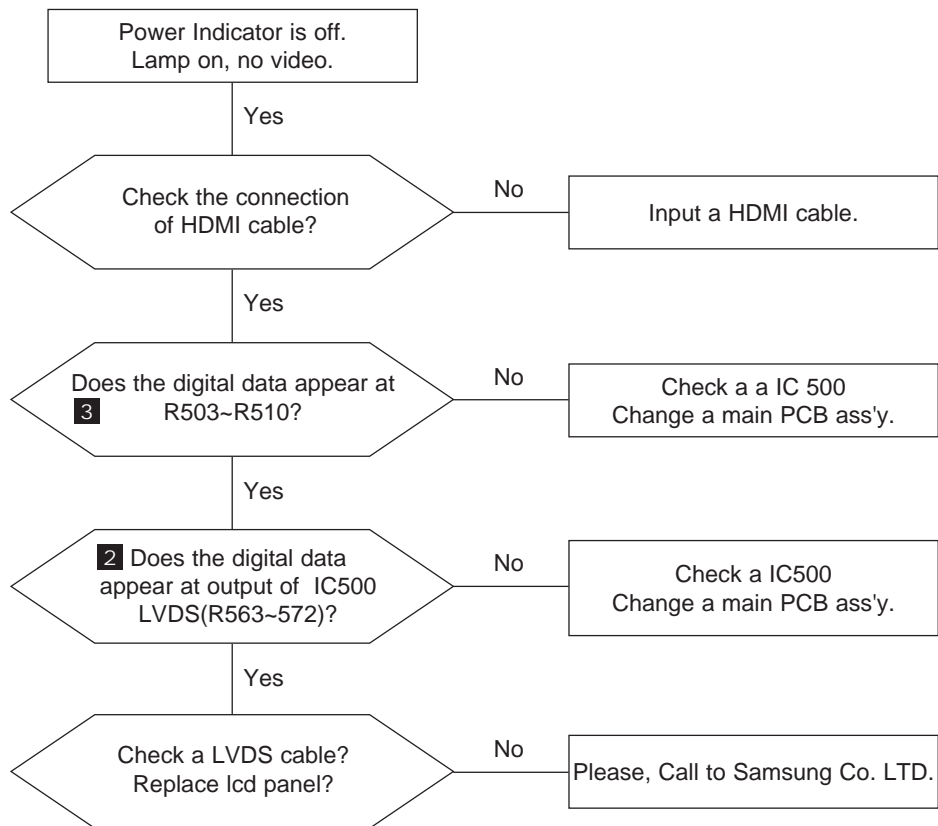 Power Indicator is off.
Lamp on, no video.
Yes
Check the connection
of HDMI cable?
No
Input a HDMI cable.
Yes
Does the digital data appear at
3 R503~R510?
No
Check a a IC 500
Change a main PCB ass'y.
Yes
2 Does the digital data
appear at output of IC500
LVDS(R563~572)?
No
Check a IC500
Change a main PCB ass'y.
Yes
Check a LVDS cable?
Replace lcd panel?
No
Please, Call to Samsung Co. LTD.